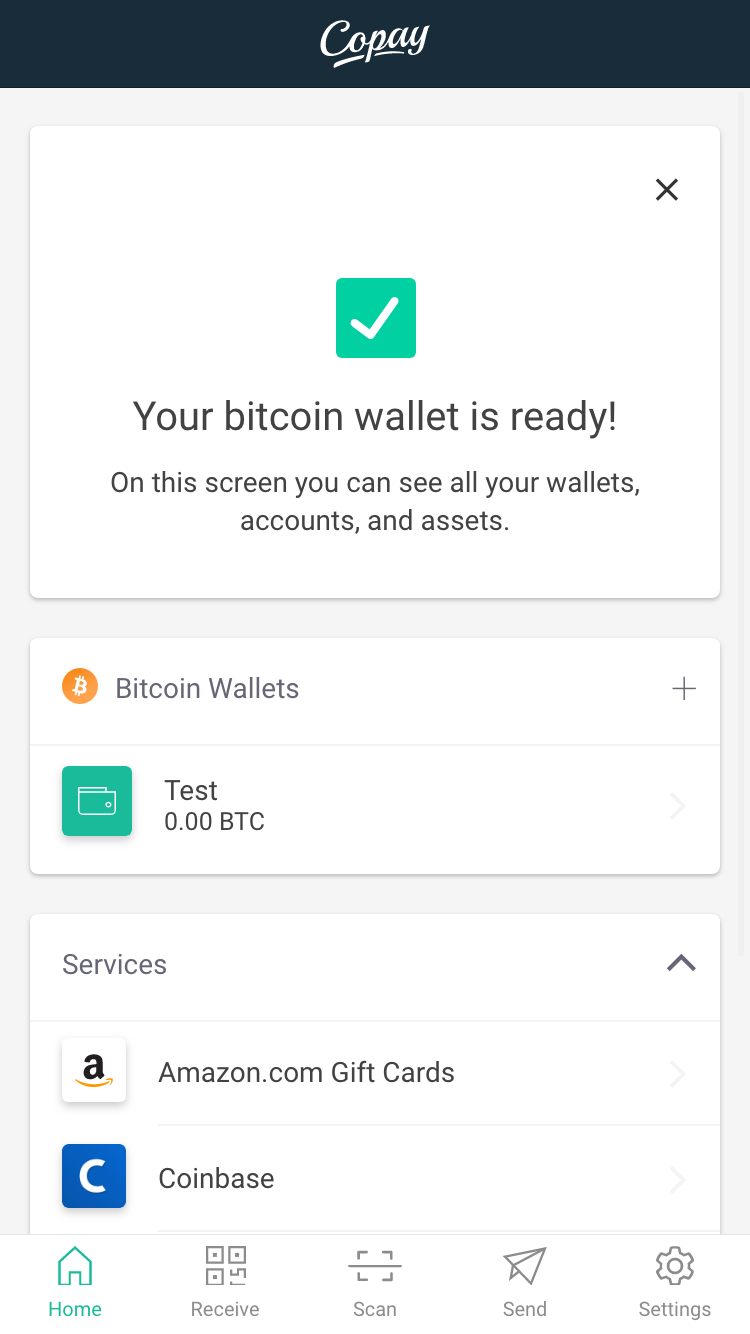 Copay
Your bitcoin wallet is ready!
On this screen you can see all your wallets,
accounts, and assets.
Bitcoin Wallets
Test
0.00 BTC
Services
a
Amazon.com Gift Cards
C
Coinbase
Home
Receive
Scan
Send
Settings